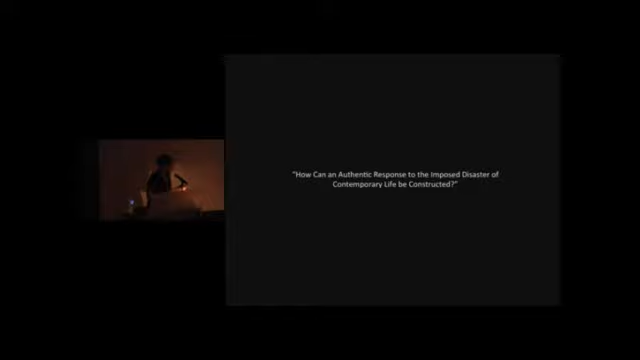 "How Can an Authentic Response to the Imposed Disaster of
Contemporary Life be Constructed?"